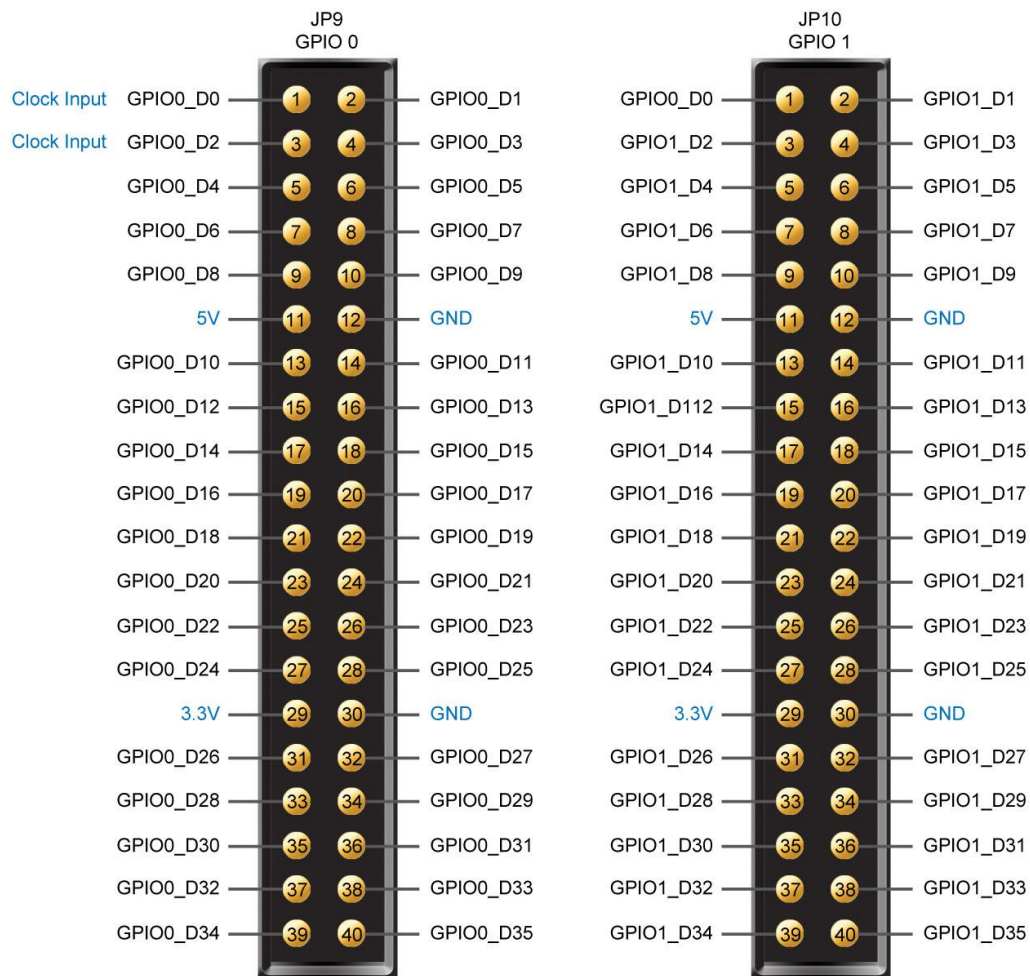 JP9 JP10
GPIO 0 GPIO 1
Clock Input GPIO0_D0 1 2 GPIO0_D1 GPIO0_D0 1 2 GPIO1_D1
Clock Input GPIO0_D2 3 4 GPIO0_D3 GPIO1_D2 3 4 GPIO1_D3
GPIO0_D4 5 6 GPIO0_D5 GPIO1_D4 5 6 GPIO1_D5
GPIO0_D6 7 8 GPIO0_D7 GPIO1_D6 7 8 GPIO1_D7
GPIO0_D8 9 10 GPIO0_D9 GPIO1_D8 9 10 GPIO1_D9
5V 11 12 GND 5V 11 12 GND
GPIO0_D10 13 14 GPIO0_D11 GPIO1_D10 13 14 GPIO1_D11
GPIO0_D12 15 16 GPIO0_D13 GPIO1_D112 15 16 GPIO1_D13
GPIO0_D14 17 18 GPIO0_D15 GPIO1_D14 17 18 GPIO1_D15
GPIO0_D16 19 20 GPIO0_D17 GPIO1_D16 19 20 GPIO1_D17
GPIO0_D18 21 22 GPIO0_D19 GPIO1_D18 21 22 GPIO1_D19
GPIO0_D20 23 24 GPIO0_D21 GPIO1_D20 23 24 GPIO1_D21
GPIO0_D22 25 26 GPIO0_D23 GPIO1_D22 25 26 GPIO1_D23
GPIO0_D24 27 28 GPIO0_D25 GPIO1_D24 27 28 GPIO1_D25
3.3V 29 30 GND 3.3V 29 30 GND
GPIO0_D26 31 32 GPIO0_D27 GPIO1_D26 31 32 GPIO1_D27
GPIO0_D28 33 34 GPIO0_D29 GPIO1_D28 33 34 GPIO1_D29
GPIO0_D30 35 36 GPIO0_D31 GPIO1_D30 35 36 GPIO1_D31
GPIO0_D32 37 38 GPIO0_D33 GPIO1_D32 37 38 GPIO1_D33
GPIO0_D34 39 40 GPIO0_D35 GPIO1_D34 39 40 GPIO1_D35